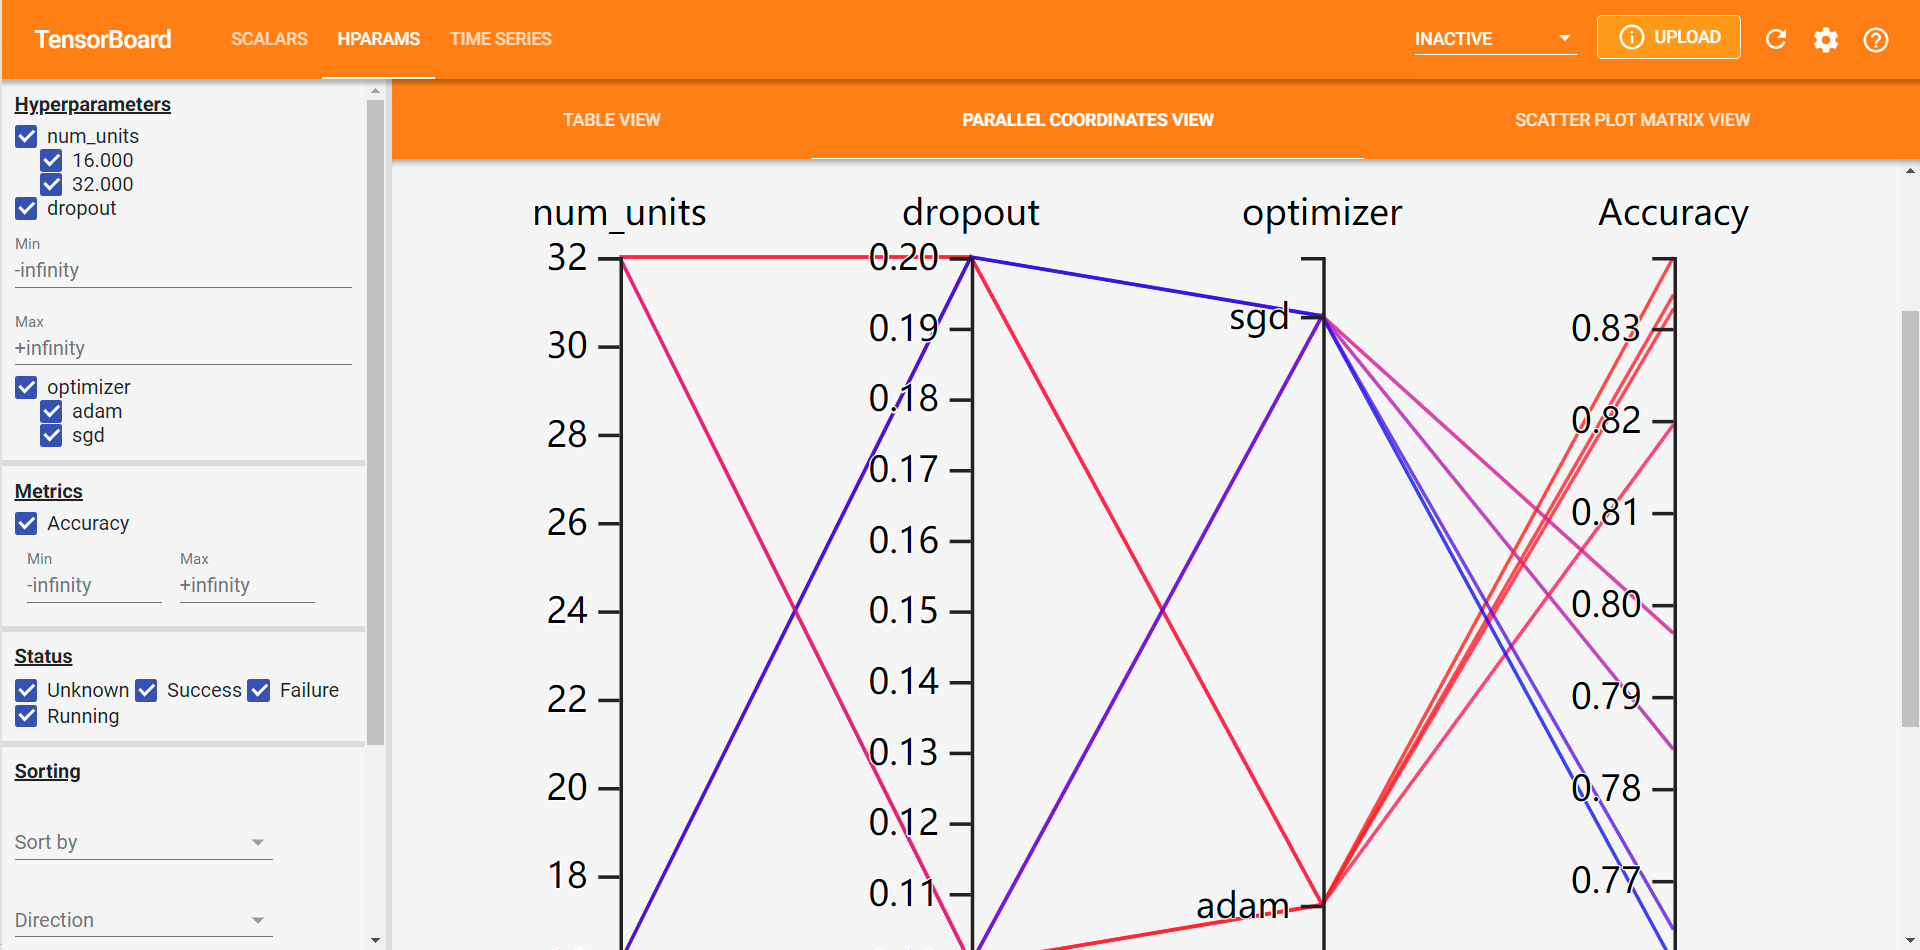 TensorBoard
SCALARS
HPARAMS
TIME SERIES
INACTIVE
UPLOAD
Hyperparameters
num_units
16.000
32.000
dropout
Min
-infinity
Max
+infinity
optimizer
adam
sgd
Metrics
Accuracy
Min
Max
-infinity
+infinity
Status
Unknown
Success
Failure
Running
Sorting
Sort by
Direction
TABLE VIEW
PARALLEL COORDINATES VIEW
SCATTER PLOT MATRIX VIEW
num_units
32
30
28
26
24
22
20
18
dropout
0.20
0.19
0.18
0.17
0.16
0.15
0.14
0.13
0.12
0.11
optimizer
sgd
adam
Accuracy
0.83
0.82
0.81
0.80
0.79
0.78
0.77